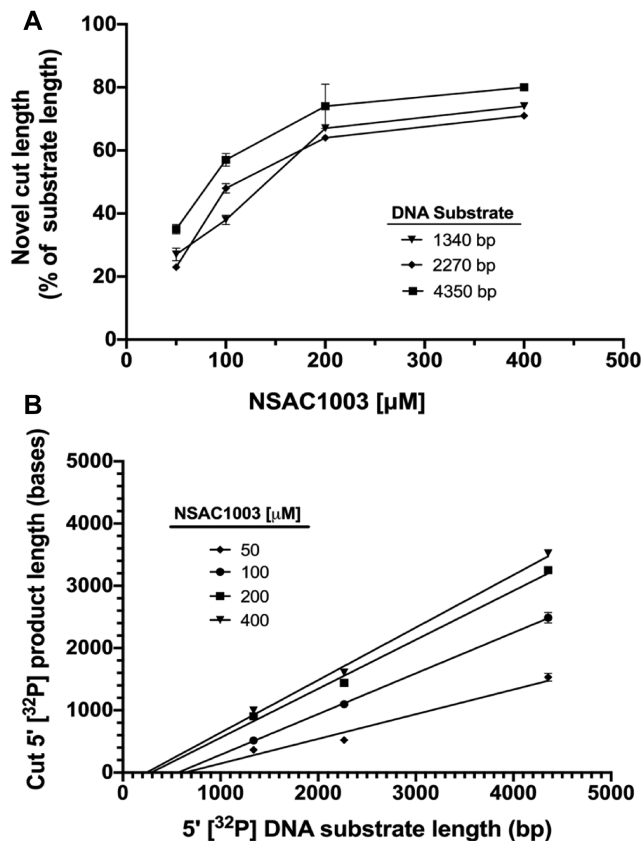 A
Novel cut length
(% of substrate length)
100
80
60
40
20
0
DNA Substrate
1340 bp
2270 bp
4350 bp
0 100 200 300 400 500
NSAC1003 [µM]
B
Cut 5' [³²P] product length (bases)
5000
4000
3000
2000
1000
0
NSAC1003 [µM]
50
100
200
400
0 1000 2000 3000 4000 5000
5' [³²P] DNA substrate length (bp)